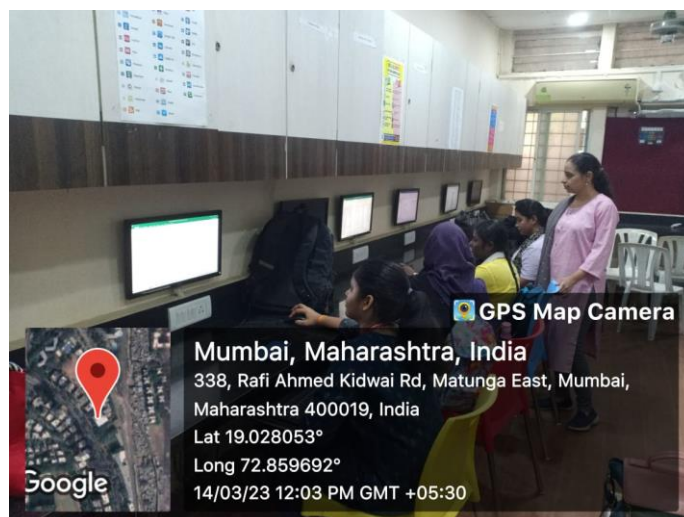 GPS Map Camera
Mumbai, Maharashtra, India
338, Rafi Ahmed Kidwai Rd, Matunga East, Mumbai,
Maharashtra 400019, India
Lat 19.028053°
Long 72.859692°
14/03/23 12:03 PM GMT +05:30
Google